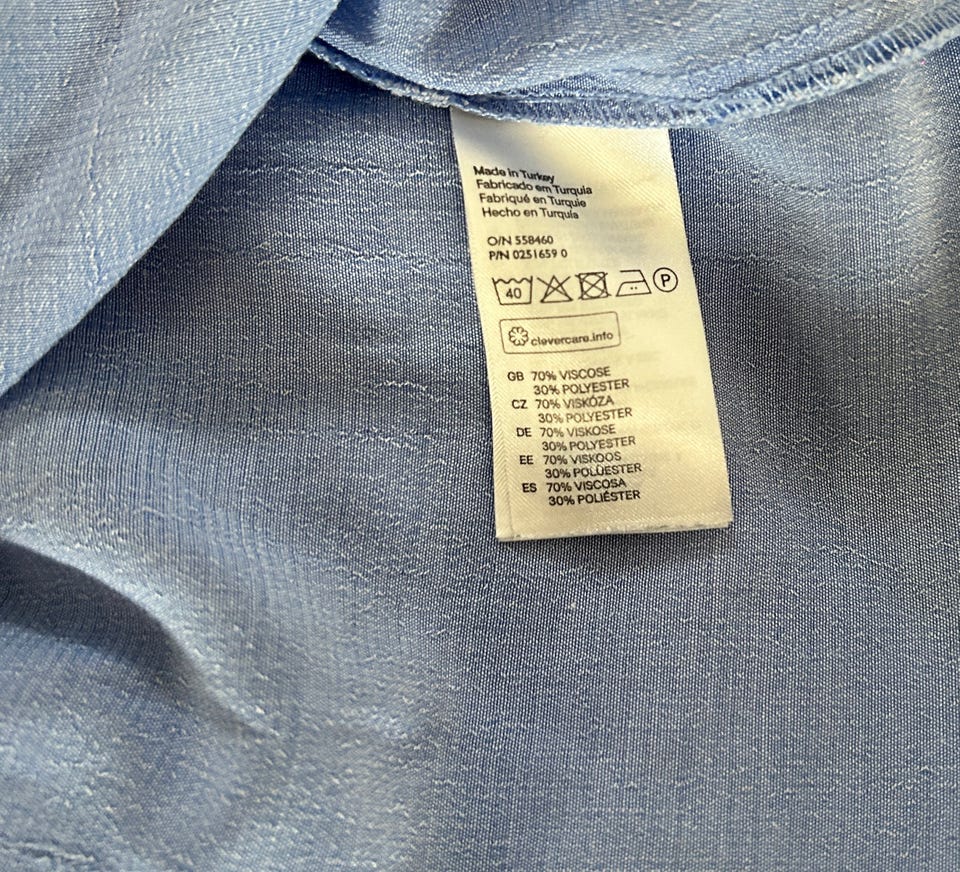 Made in Turkey
Fabricado em Turquia
Fabriqué en Turquie
Hecho en Turquía
O/N 558460
P/N 0251659 0
40 P
clevercare.info
GB 70% VISCOSE
30% POLYESTER
CZ 70% VISKÓZA
30% POLYESTER
DE 70% VISKOSE
30% POLYESTER
EE 70% VISKOOS
30% POLÜESTER
ES 70% VISCOSA
30% POLIÉSTER